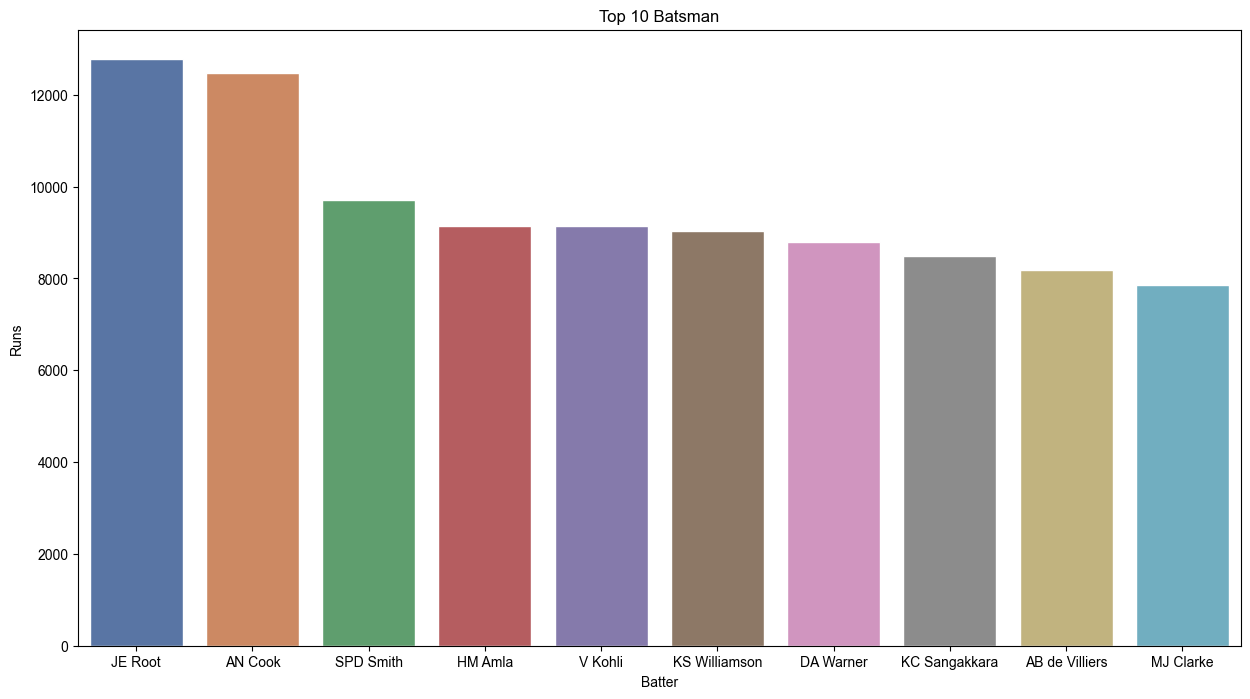 Top 10 Batsman
12000
10000
8000
6000
4000
2000
0
Runs
JE Root AN Cook SPD Smith HM Amla V Kohli KS Williamson DA Warner KC Sangakkara AB de Villiers MJ Clarke
Batter